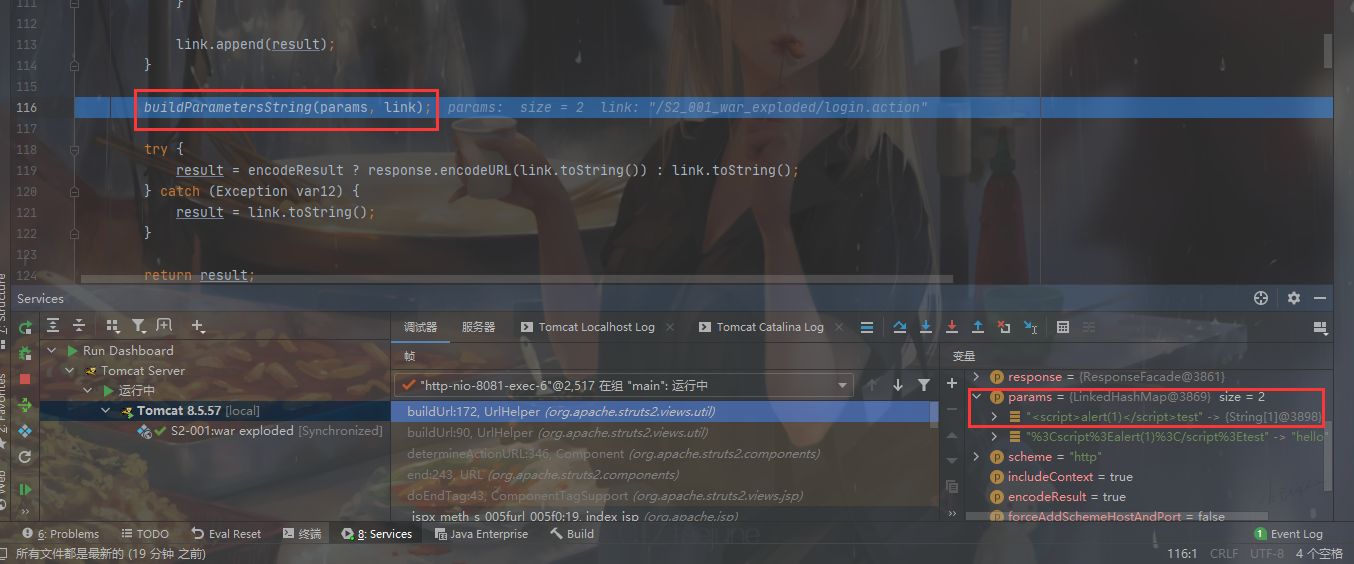 111 }
112
113 link.append(result);
114 }
115
116 buildParametersString(params, link); params: size = 2 link: "/S2_001_war_exploded/login.action"
117
118 try {
119 result = encodeResult ? response.encodeURL(link.toString()) : link.toString();
120 } catch (Exception var12) {
121 result = link.toString();
122 }
123
124 return result;
Services
调试器 服务器 Tomcat Localhost Log × Tomcat Catalina Log ×
Run Dashboard
Tomcat Server
运行中
Tomcat 8.5.57 [local]
S2-001:war exploded [Synchronized]
帧
"http-nio-8081-exec-6"@2,517 在组 "main": 运行中
buildUrl:172, UrlHelper (org.apache.struts2.views.util)
buildUrl:90, UrlHelper (org.apache.struts2.views.util)
determineActionURL:346, Component (org.apache.struts2.components)
end:243, URL (org.apache.struts2.components)
doEndTag:43, ComponentTagSupport (org.apache.struts2.views.jsp)
_jspx_meth_s_005furl_005f0:19, index_jsp (org.apache.jsp)
变量
response = {ResponseFacade@3861}
params = {LinkedHashMap@3869} size = 2
"<script>alert(1)</script>test" -> {String[1]@3898}
"%3Cscript%3Ealert(1)%3C/script%3Etest" -> "hello"
scheme = "http"
includeContext = true
encodeResult = true
forceAddSchemeHostAndPort = false
Structure
2: Favorites
Web
6: Problems TODO Eval Reset 终端 8: Services Java Enterprise Build 1 Event Log
所有文件都是最新的 (19 分钟 之前) 116:1 CRLF UTF-8 4 个空格